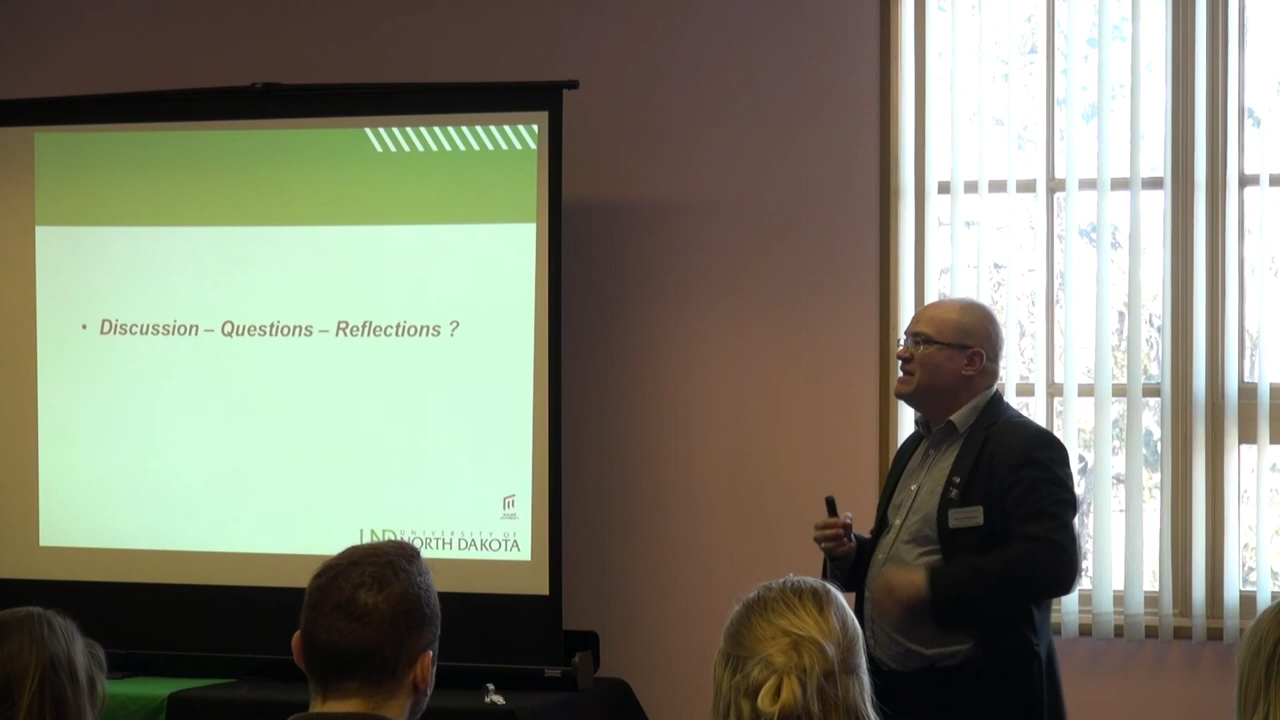 • Discussion – Questions – Reflections ?
UND UNIVERSITY OF
NORTH DAKOTA